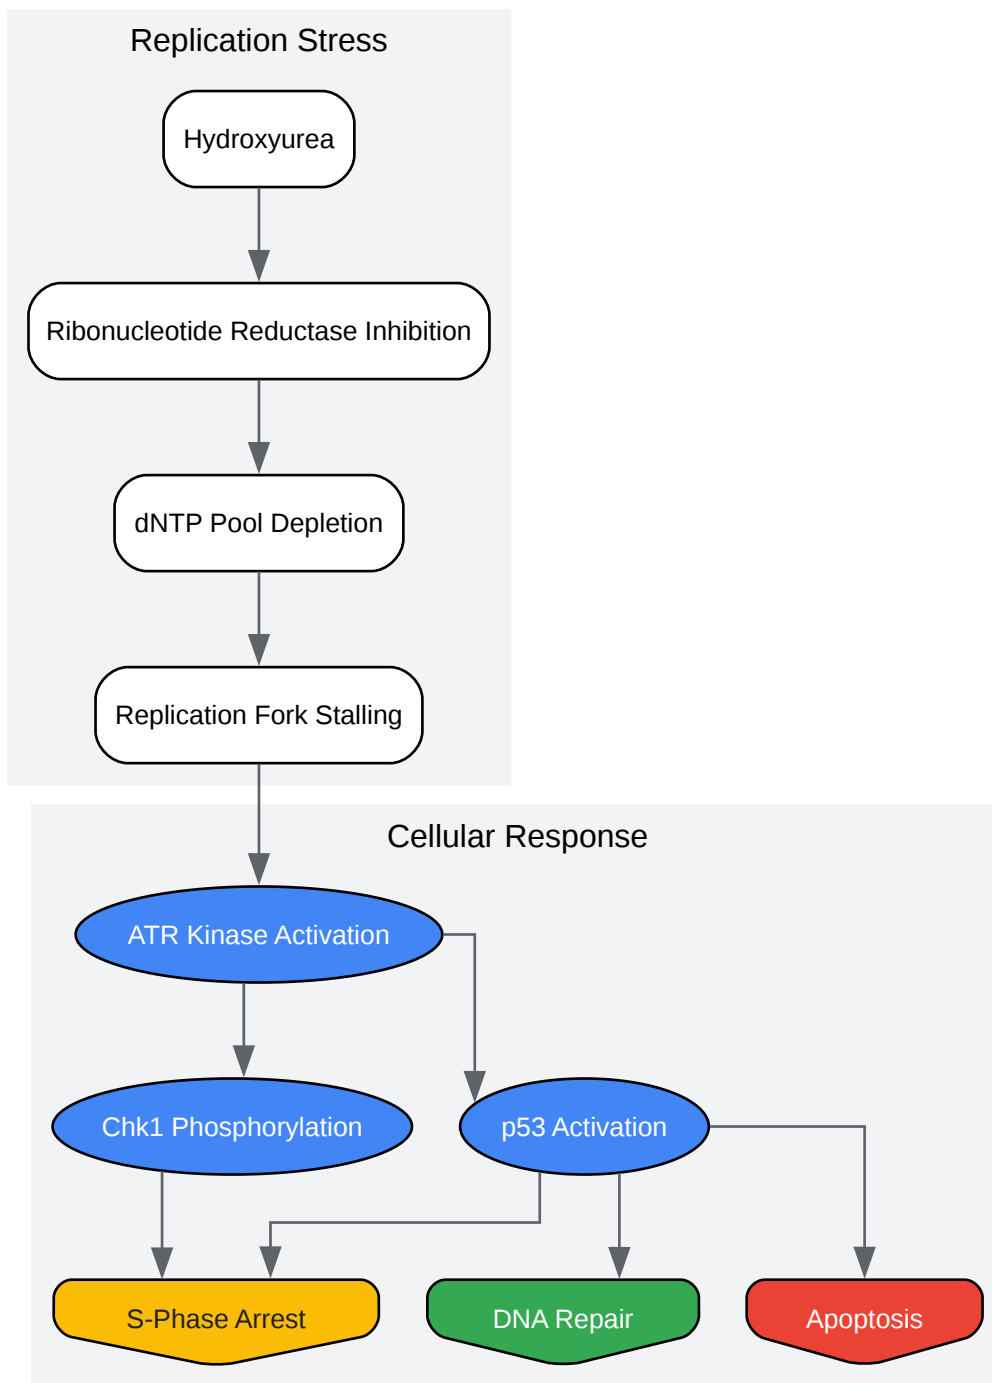 Replication Stress
Hydroxyurea
Ribonucleotide Reductase Inhibition
dNTP Pool Depletion
Replication Fork Stalling
Cellular Response
ATR Kinase Activation
Chk1 Phosphorylation
p53 Activation
S-Phase Arrest
DNA Repair
Apoptosis